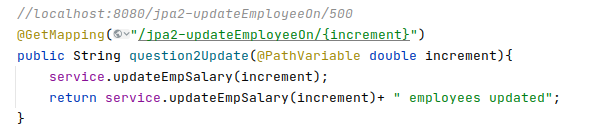 //localhost:8080/jpa2-updateEmployeeOn/500
@GetMapping("/jpa2-updateEmployeeOn/{increment}")
public String question2Update(@PathVariable double increment){
    service.updateEmpSalary(increment);
    return service.updateEmpSalary(increment)+ " employees updated";
}